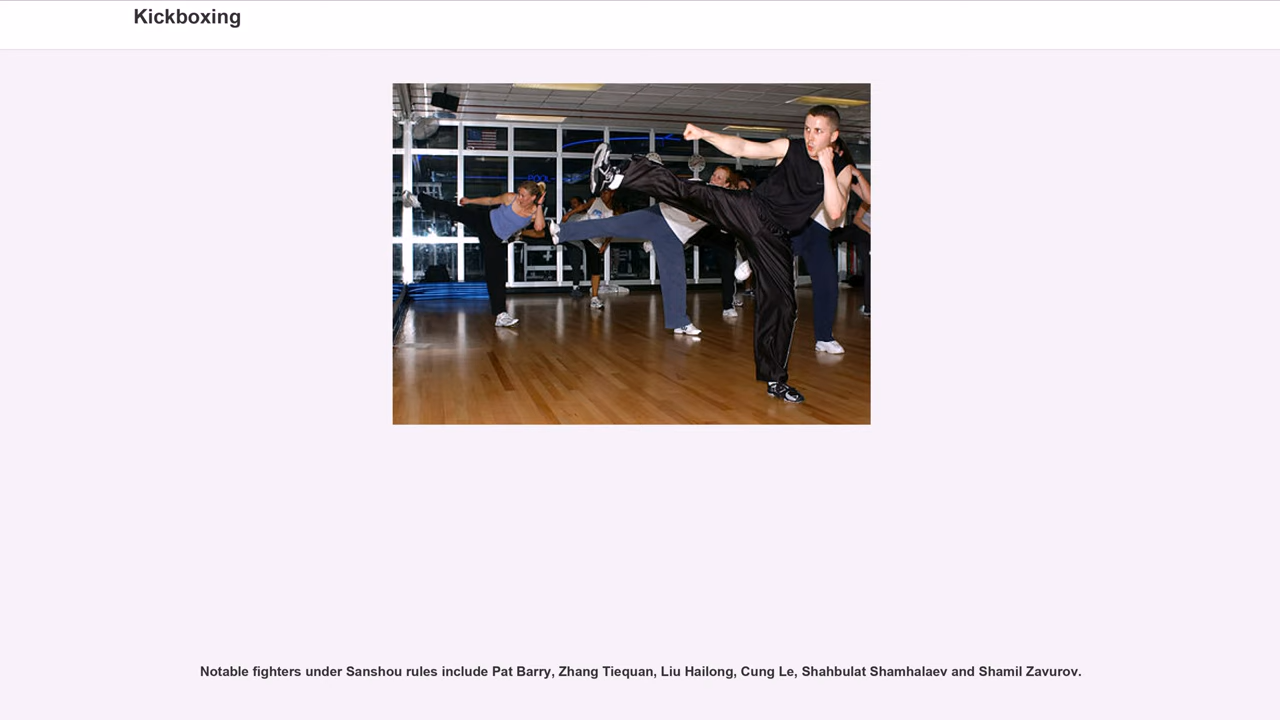 Kickboxing
POOL
Notable fighters under Sanshou rules include Pat Barry, Zhang Tiequan, Liu Hailong, Cung Le, Shahbulat Shamhalaev and Shamil Zavurov.